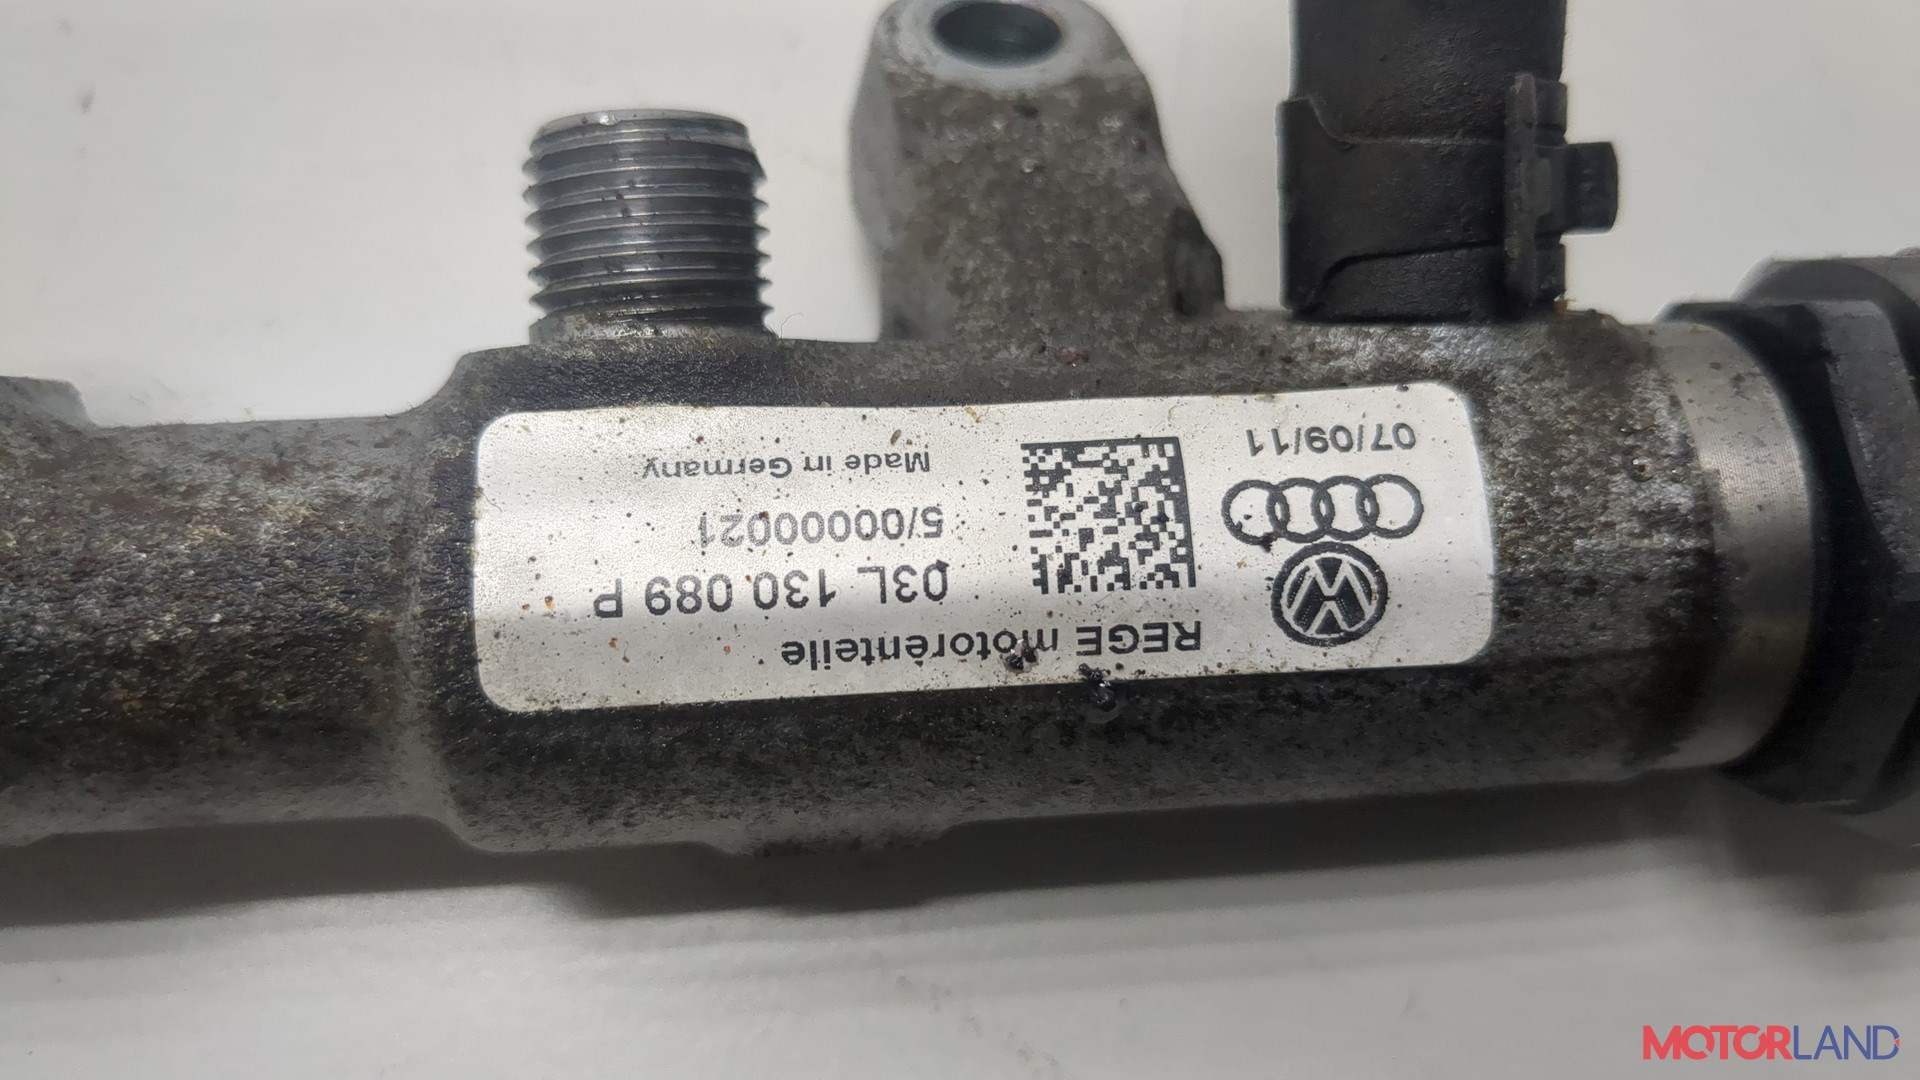 REGE motorenteile
03L 130 089 P
5/00000021
Made in Germany
07/09/11
MOTORLAND